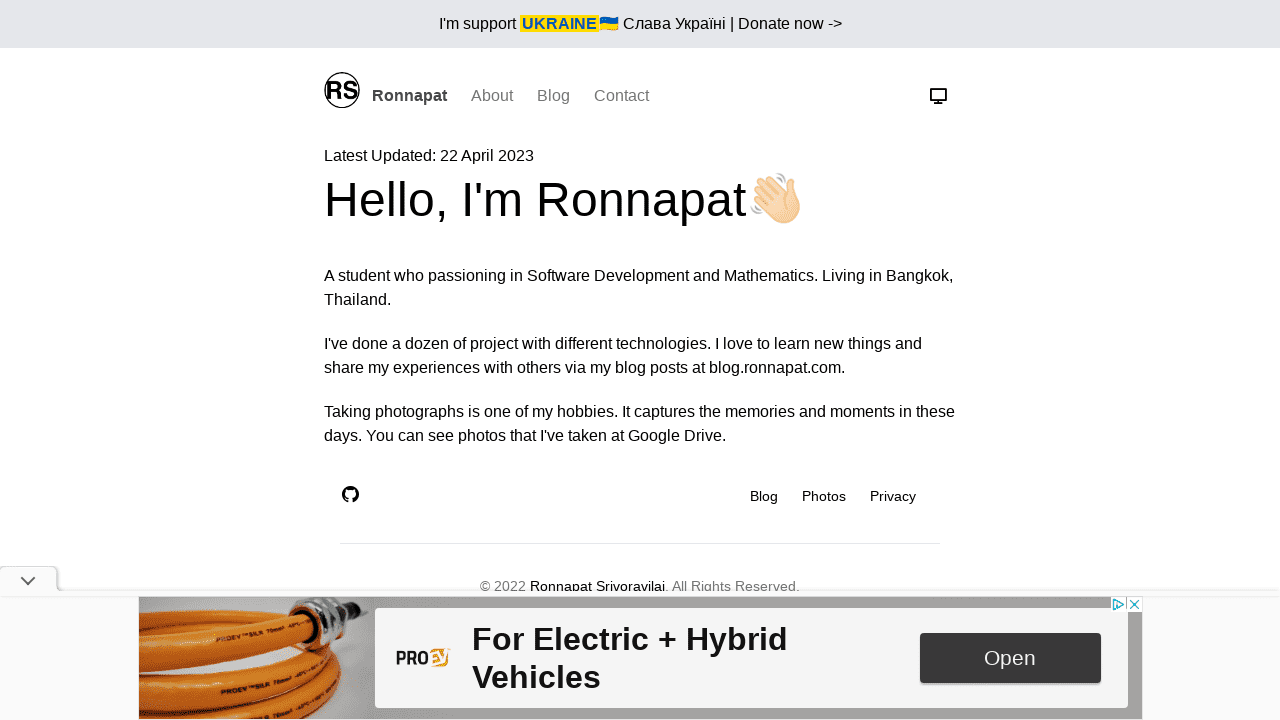 I'm support UKRAINE🇺🇦 Слава Україні | Donate now ->
RS Ronnapat About Blog Contact
Latest Updated: 22 April 2023
Hello, I'm Ronnapat👋🏻
A student who passioning in Software Development and Mathematics. Living in Bangkok,
Thailand.
I've done a dozen of project with different technologies. I love to learn new things and
share my experiences with others via my blog posts at blog.ronnapat.com.
Taking photographs is one of my hobbies. It captures the memories and moments in these
days. You can see photos that I've taken at Google Drive.
Blog Photos Privacy
© 2022 Ronnapat Srivoravilai. All Rights Reserved.
PROEV
For Electric + Hybrid
Vehicles
Open